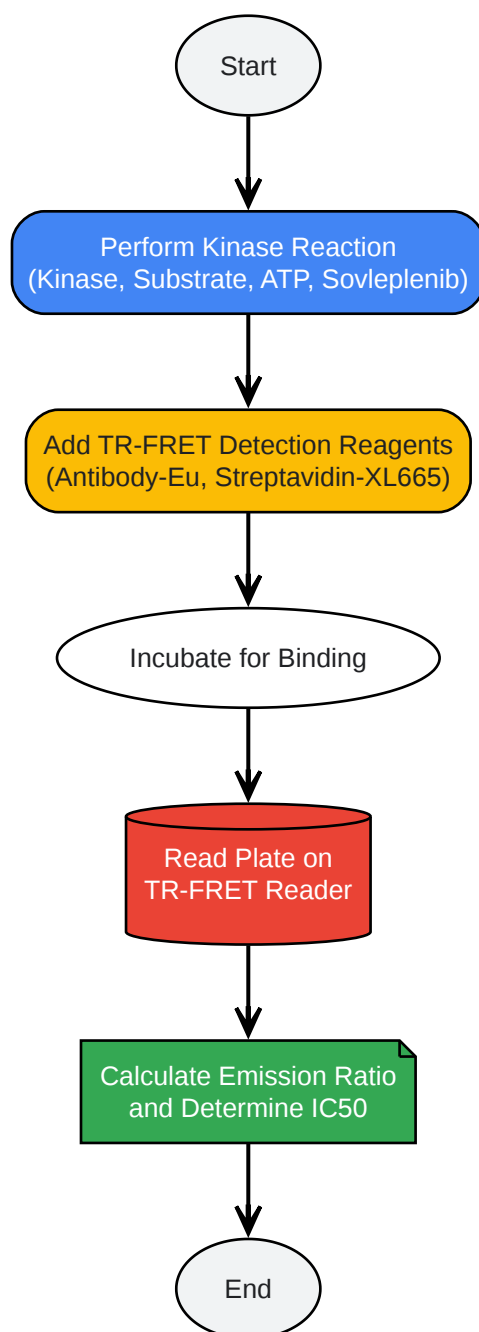 Start
Perform Kinase Reaction
(Kinase, Substrate, ATP, Sovleplenib)
Add TR-FRET Detection Reagents
(Antibody-Eu, Streptavidin-XL665)
Incubate for Binding
Read Plate on
TR-FRET Reader
Calculate Emission Ratio
and Determine IC50
End